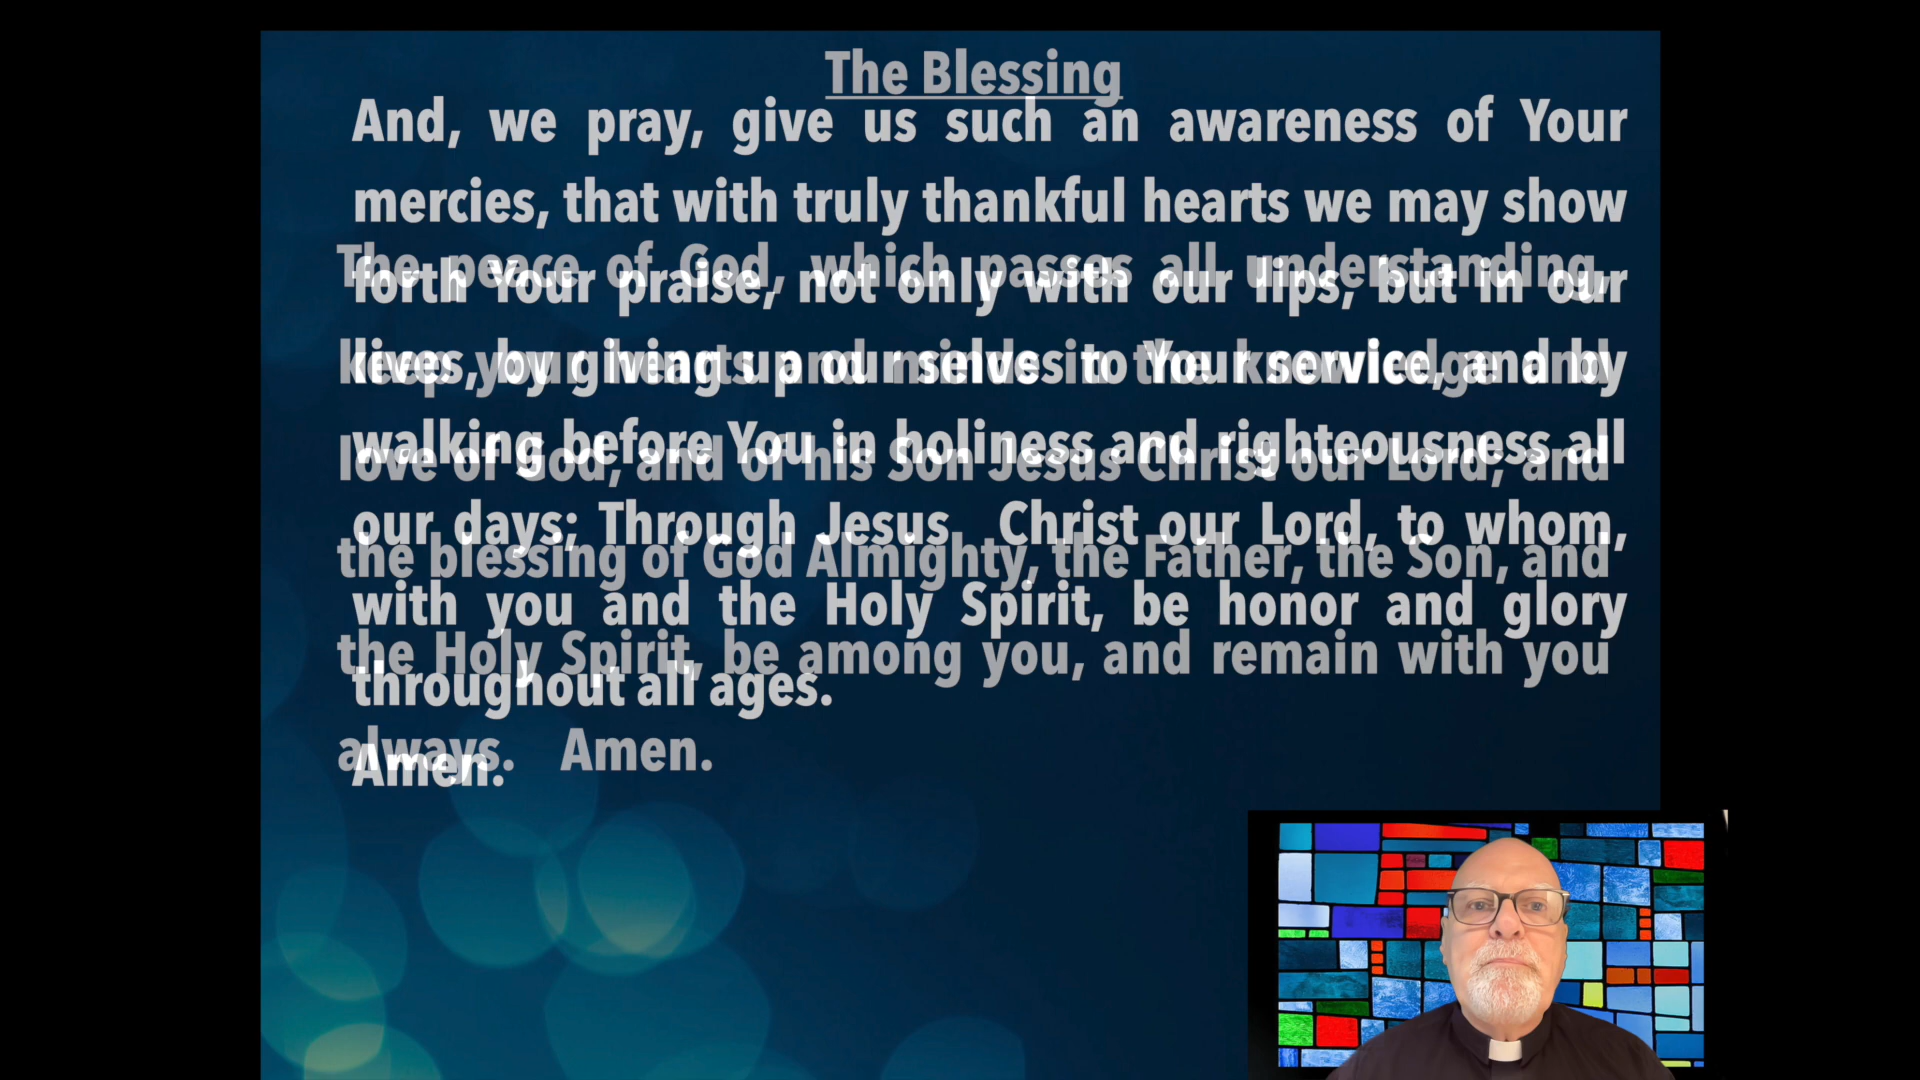 The Blessing
And, we pray, give us such an awareness of Your
mercies, that with truly thankful hearts we may show
The peace of God, which passes all understanding,
forth Your praise, not only with our lips, but in our
keep your hearts and minds in the knowledge and
lives, by giving up our selves to Your service, and by
walking before You in holiness and righteousness all
love of God, and of his Son Jesus Christ our Lord; and
our days; Through Jesus Christ our Lord, to whom,
the blessing of God Almighty, the Father, the Son, and
with you and the Holy Spirit, be honor and glory
the Holy Spirit, be among you, and remain with you
throughout all ages.
always. Amen.
Amen.